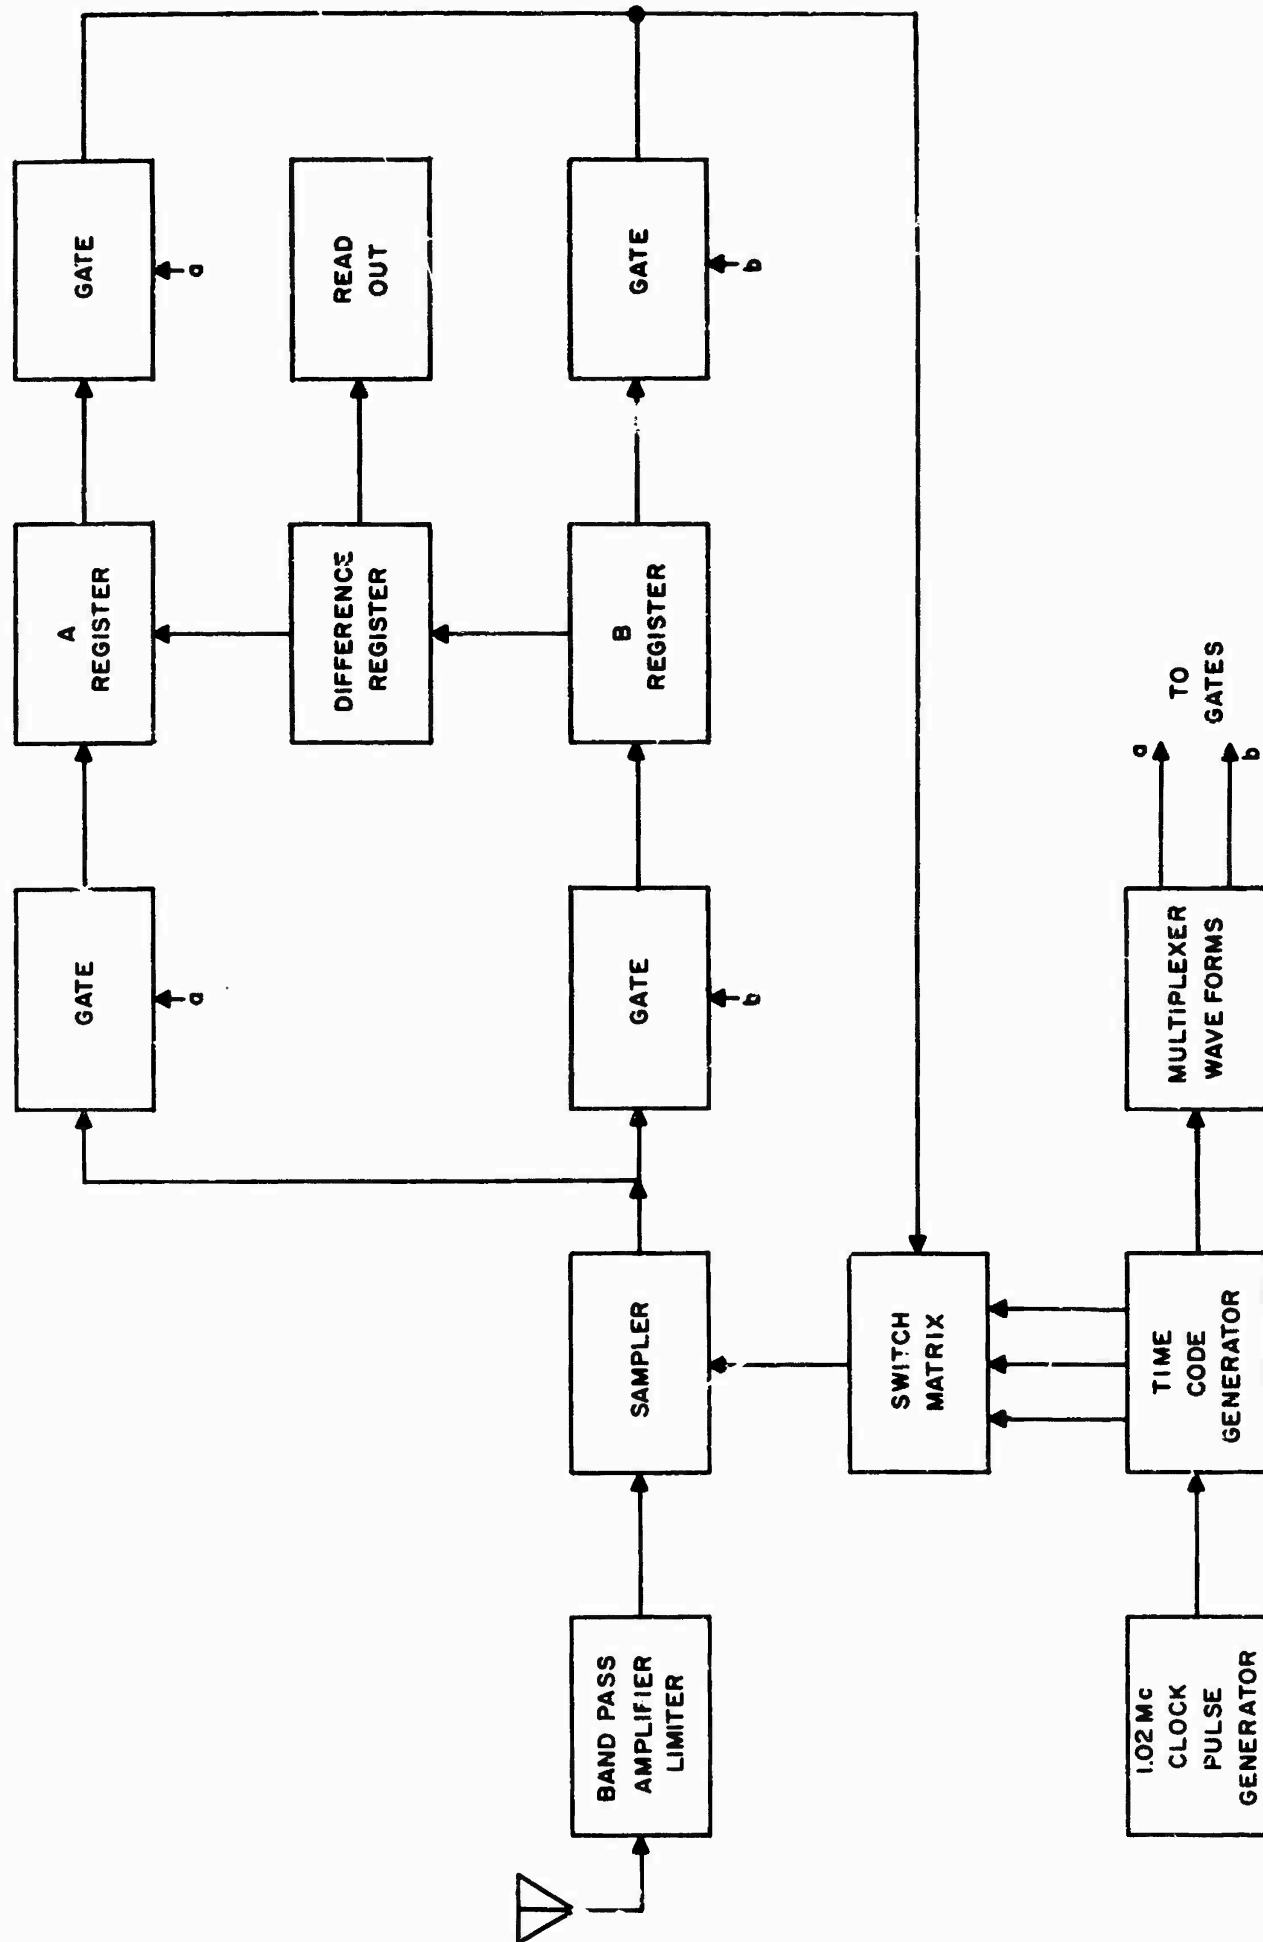 GATE
a
A
REGISTER
GATE
a
DIFFERENCE
REGISTER
READ
OUT
BAND PASS
AMPLIFIER
LIMITER
SAMPLER
GATE
b
B
REGISTER
GATE
b
SWITCH
MATRIX
1.02 Mc
CLOCK
PULSE
GENERATOR
TIME
CODE
GENERATOR
MULTIPLEXER
WAVE FORMS
a
b
TO
GATES